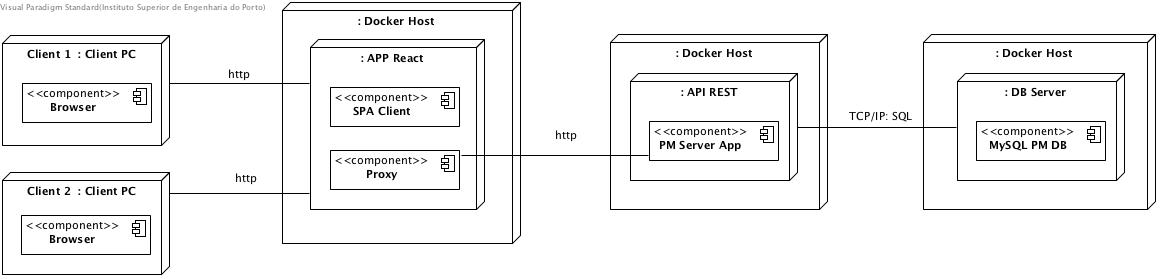 Visual Paradigm Standard(Instituto Superior de Engenharia do Porto)
Client 1 : Client PC
<<component>>
Browser
http
Client 2 : Client PC
<<component>>
Browser
http
: Docker Host
: APP React
<<component>>
SPA Client
<<component>>
Proxy
http
: Docker Host
: API REST
<<component>>
PM Server App
TCP/IP: SQL
: Docker Host
: DB Server
<<component>>
MySQL PM DB